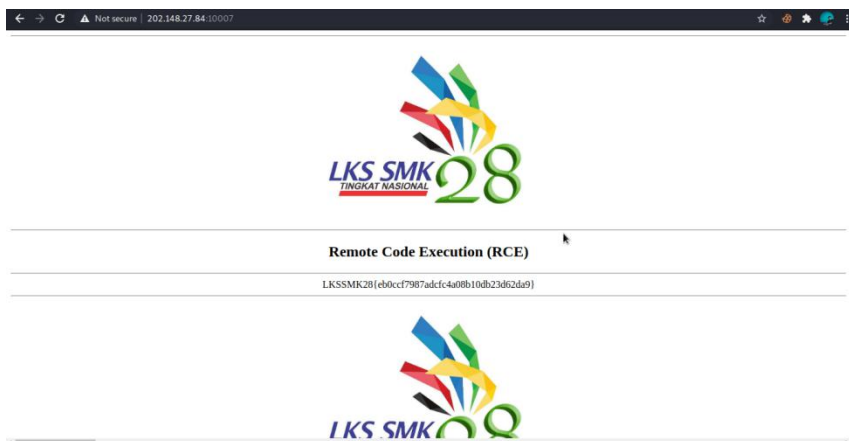 Not secure | 202.148.27.84:10007
LKS SMK 28
TINGKAT NASIONAL
Remote Code Execution (RCE)
LKSSMK28{eb0ccf7987adcfc4a08b10db23d62da9}
LKS SMK 28